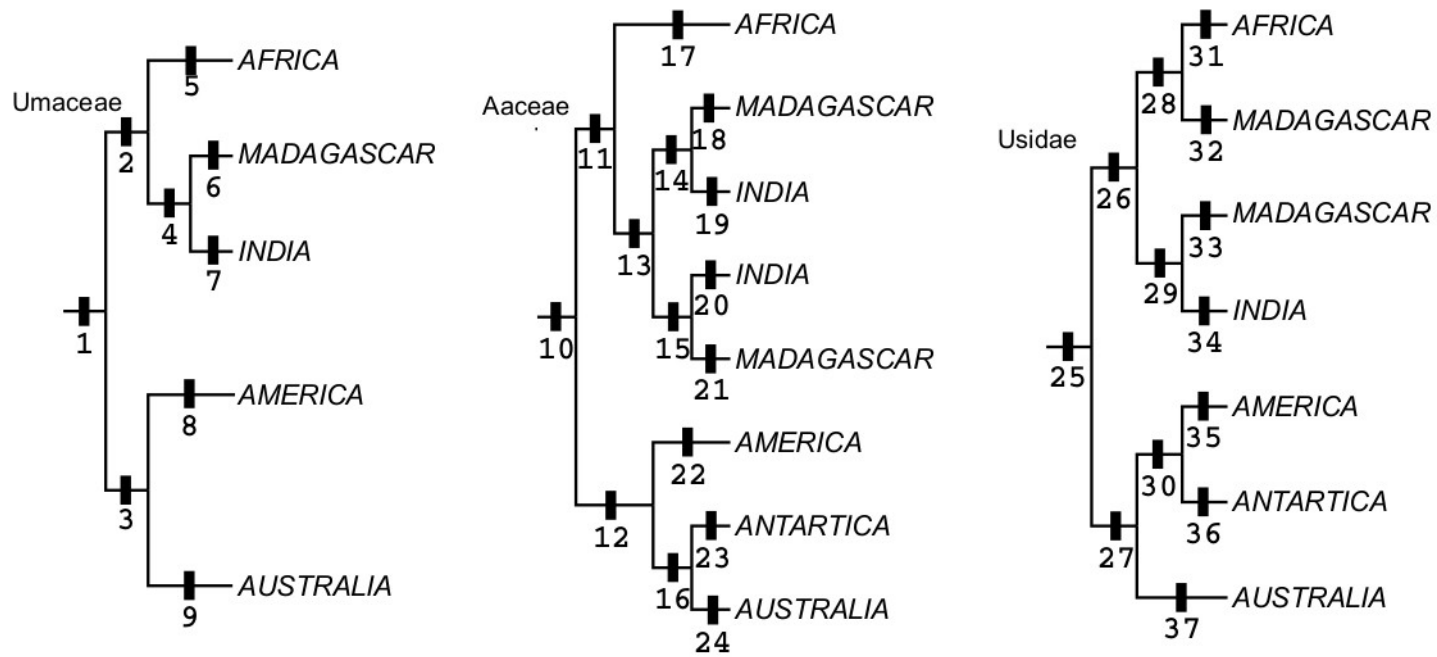 Umaceae
AFRICA
5
MADAGASCAR
2
6
4
INDIA
7
1
AMERICA
8
3
AUSTRALIA
9
Aaceae
AFRICA
17
MADAGASCAR
18
11
14
INDIA
19
13
INDIA
20
10
15
MADAGASCAR
21
AMERICA
22
12
ANTARTICA
23
16
AUSTRALIA
24
Usidae
AFRICA
31
28
MADAGASCAR
32
26
MADAGASCAR
33
29
INDIA
34
25
AMERICA
35
30
ANTARTICA
36
27
AUSTRALIA
37